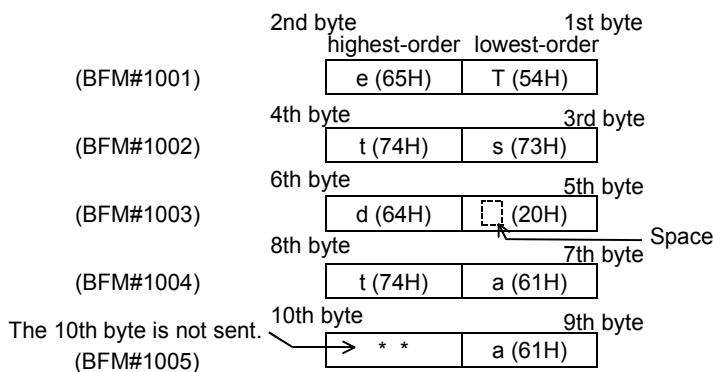 2nd byte 1st byte
highest-order lowest-order
(BFM#1001) e (65H) T (54H)
4th byte 3rd byte
(BFM#1002) t (74H) s (73H)
6th byte 5th byte
(BFM#1003) d (64H) (20H)
Space
8th byte 7th byte
(BFM#1004) t (74H) a (61H)
The 10th byte is not sent. 10th byte 9th byte
(BFM#1005) * * a (61H)